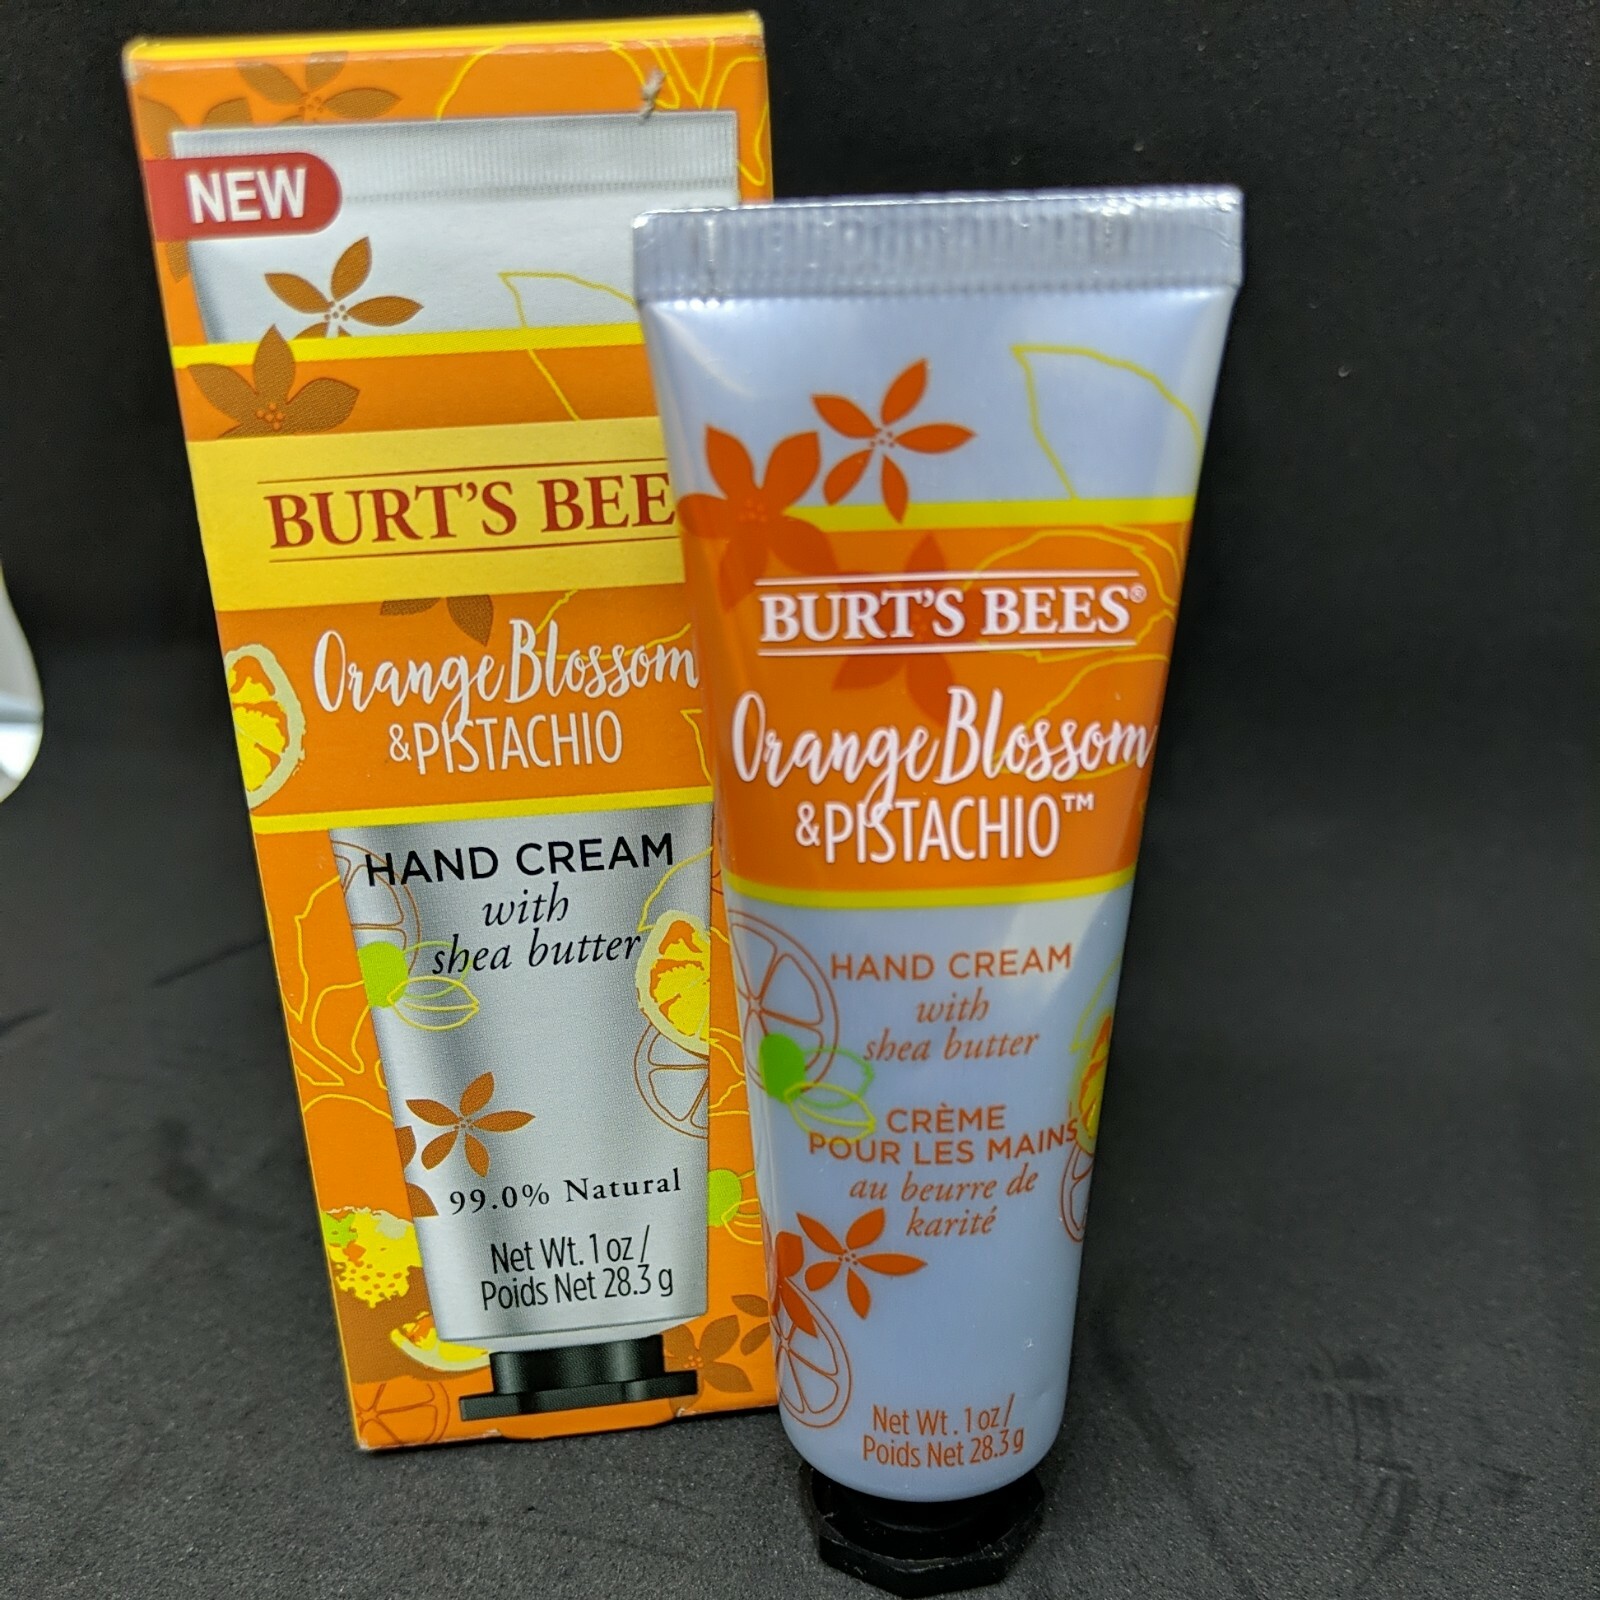 NEW
BURT'S BEE
Orange Blossom
&PISTACHIO
HAND CREAM
with
shea butter
99.0% Natural
Net Wt. 1 oz /
Poids Net 28.3 g
BURT'S BEES®
Orange Blossom
&PISTACHIO™
HAND CREAM
with
shea butter
CRÈME
POUR LES MAINS
au beurre de
karité
Net Wt. 1 oz /
Poids Net 28.3 g